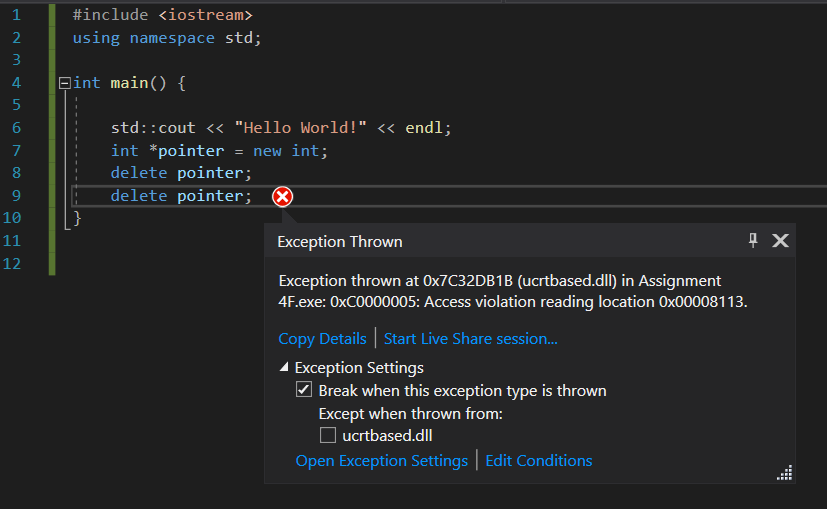 1 #include <iostream>
2 using namespace std;
3
4 int main() {
5
6 std::cout << "Hello World!" << endl;
7 int *pointer = new int;
8 delete pointer;
9 delete pointer;
10 }
11
12
Exception Thrown
Exception thrown at 0x7C32DB1B (ucrtbased.dll) in Assignment
4F.exe: 0xC0000005: Access violation reading location 0x00008113.
Copy Details | Start Live Share session...
Exception Settings
Break when this exception type is thrown
Except when thrown from:
ucrtbased.dll
Open Exception Settings | Edit Conditions